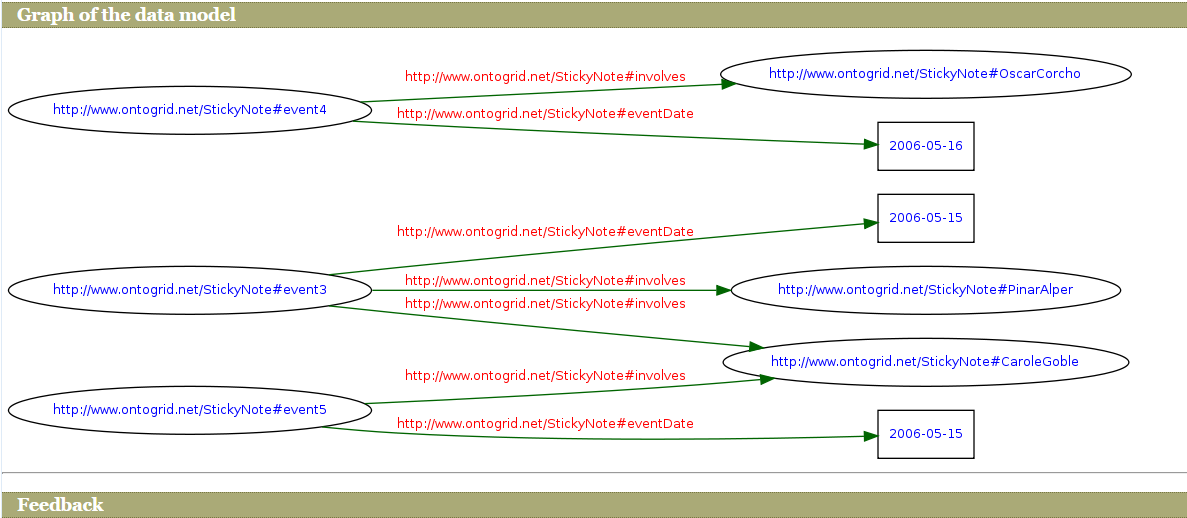 Graph of the data model
http://www.ontogrid.net/StickyNote#involves
http://www.ontogrid.net/StickyNote#OscarCorcho
http://www.ontogrid.net/StickyNote#event4
http://www.ontogrid.net/StickyNote#eventDate
2006-05-16
2006-05-15
http://www.ontogrid.net/StickyNote#eventDate
http://www.ontogrid.net/StickyNote#event3
http://www.ontogrid.net/StickyNote#involves
http://www.ontogrid.net/StickyNote#PinarAlper
http://www.ontogrid.net/StickyNote#involves
http://www.ontogrid.net/StickyNote#CaroleGoble
http://www.ontogrid.net/StickyNote#involves
http://www.ontogrid.net/StickyNote#event5
http://www.ontogrid.net/StickyNote#eventDate
2006-05-15
Feedback